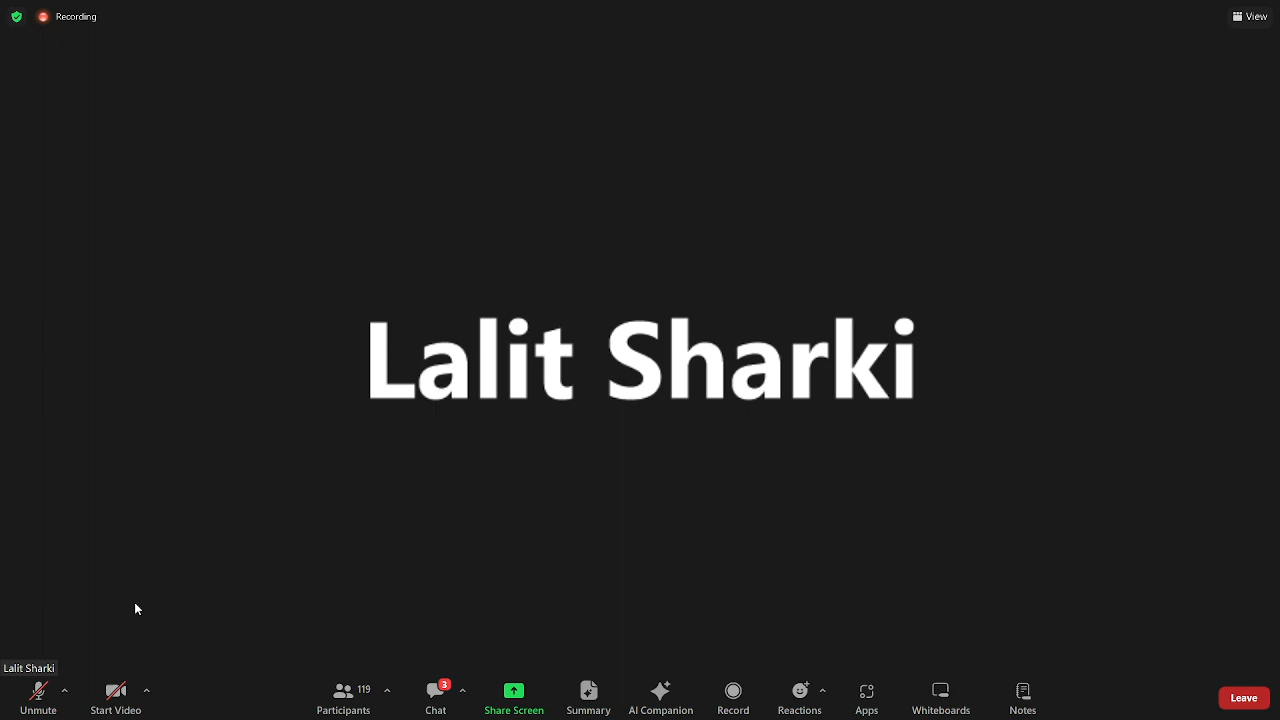 Recording
View
Lalit Sharki
Lalit Sharki
Unmute
Start Video
119
Participants
3
Chat
Share Screen
Summary
AI Companion
Record
Reactions
Apps
Whiteboards
Notes
Leave